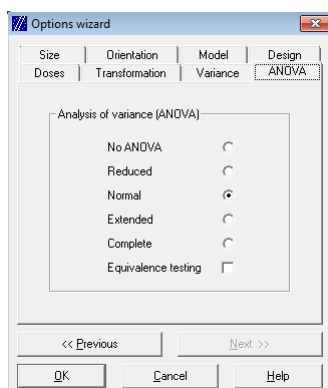 Options wizard
Size Orientation Model Design
Doses Transformation Variance ANOVA
Analysis of variance (ANOVA)
No ANOVA
Reduced
Normal
Extended
Complete
Equivalence testing
<< Previous Next >>
OK Cancel Help